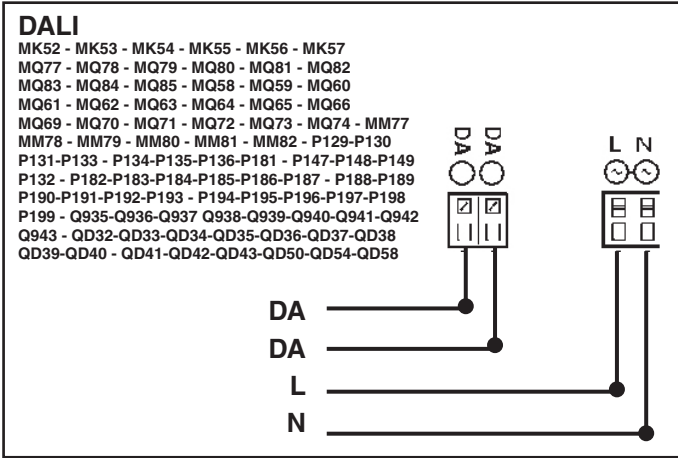 DALI
MK52 - MK53 - MK54 - MK55 - MK56 - MK57
MQ77 - MQ78 - MQ79 - MQ80 - MQ81 - MQ82
MQ83 - MQ84 - MQ85 - MQ58 - MQ59 - MQ60
MQ61 - MQ62 - MQ63 - MQ64 - MQ65 - MQ66
MQ69 - MQ70 - MQ71 - MQ72 - MQ73 - MQ74 - MM77
MM78 - MM79 - MM80 - MM81 - MM82 - P129-P130
P131-P133 - P134-P135-P136-P181 - P147-P148-P149
P132 - P182-P183-P184-P185-P186-P187 - P188-P189
P190-P191-P192-P193 - P194-P195-P196-P197-P198
P199 - Q935-Q936-Q937 Q938-Q939-Q940-Q941-Q942
Q943 - QD32-QD33-QD34-QD35-QD36-QD37-QD38
QD39-QD40 - QD41-QD42-QD43-QD50-QD54-QD58
DA DA
L N
DA
DA
L
N